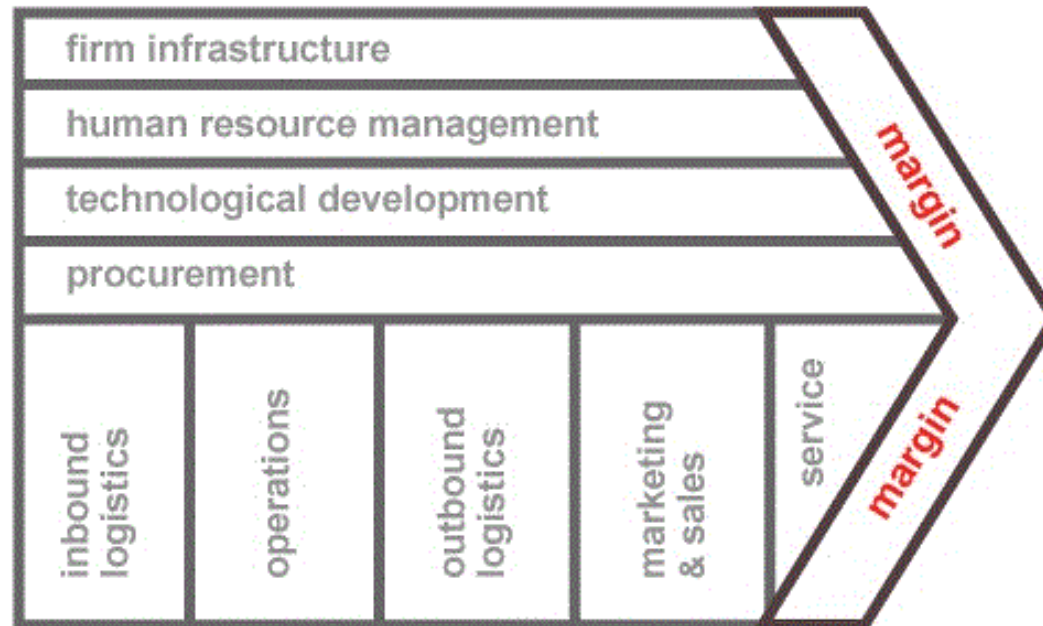 firm infrastructure
human resource management
technological development
procurement
margin
inbound
logistics
operations
outbound
logistics
marketing
& sales
service
margin